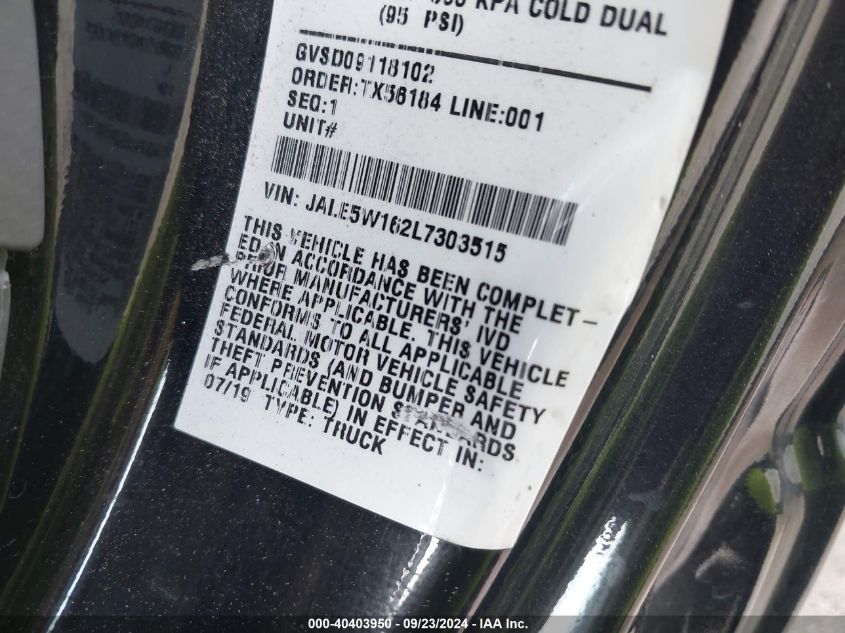 KPA COLD DUAL
(95 PSI)
GVSD09118102
ORDER:TX56184 LINE:001
SEQ:1
UNIT#
VIN: JALE5W162L7303515
THIS VEHICLE HAS BEEN COMPLET-
ED IN ACCORDANCE WITH THE
PRIOR MANUFACTURERS' IVD
WHERE APPLICABLE. THIS VEHICLE
CONFORMS TO ALL APPLICABLE
FEDERAL MOTOR VEHICLE SAFETY
STANDARDS (AND BUMPER AND
THEFT PREVENTION STANDARDS
IF APPLICABLE) IN EFFECT IN:
07/19 TYPE: TRUCK
000-40403950 - 09/23/2024 - IAA Inc.